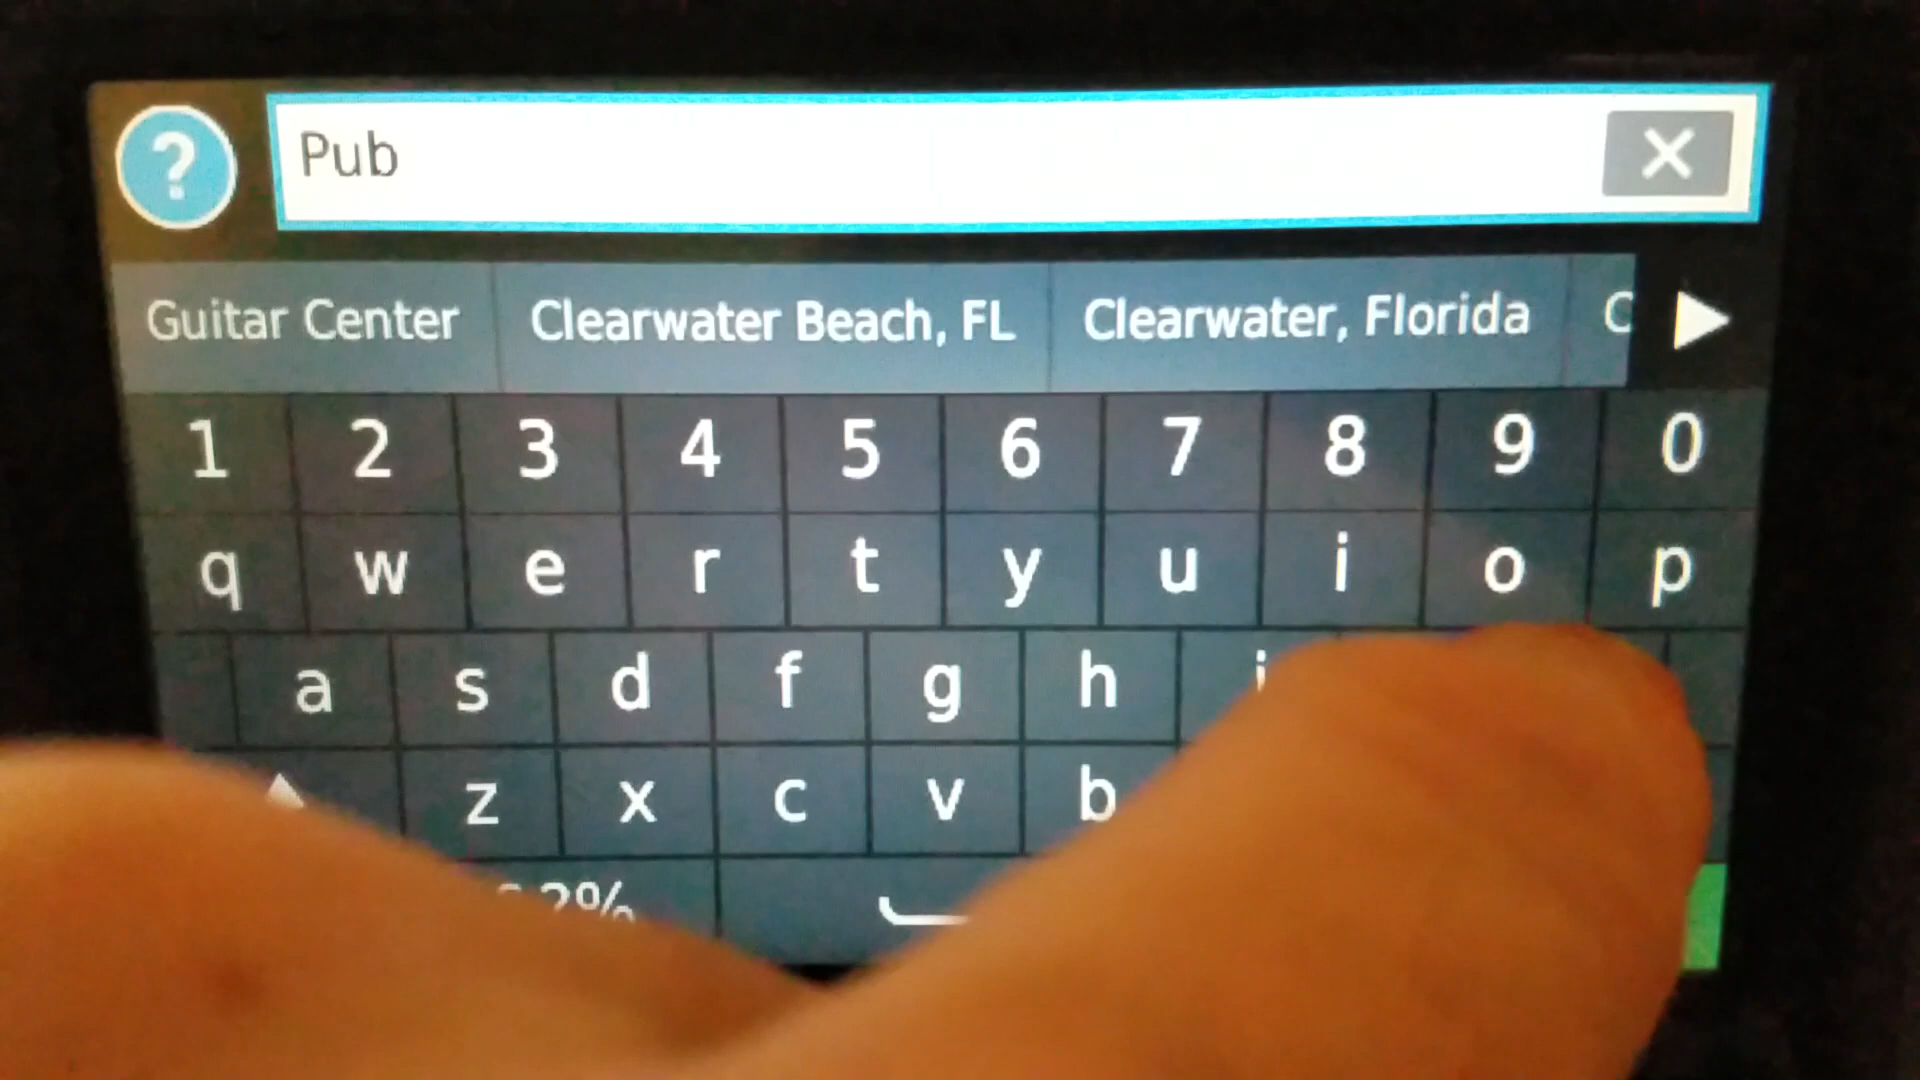 ?
Pub
X
Guitar Center Clearwater Beach, FL Clearwater, Florida C
1 2 3 4 5 6 7 8 9 0
q w e r t y u i o p
a s d f g h j
z x c v b
?%